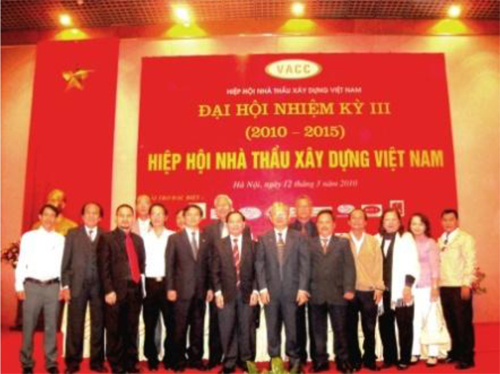 VACC
HIỆP HỘI NHÀ THẦU XÂY DỰNG VIỆT NAM
ĐẠI HỘI NHIỆM KỲ III
(2010 – 2015)
HIỆP HỘI NHÀ THẦU XÂY DỰNG VIỆT NAM
Hà Nội, ngày 12 tháng 3 năm 2010